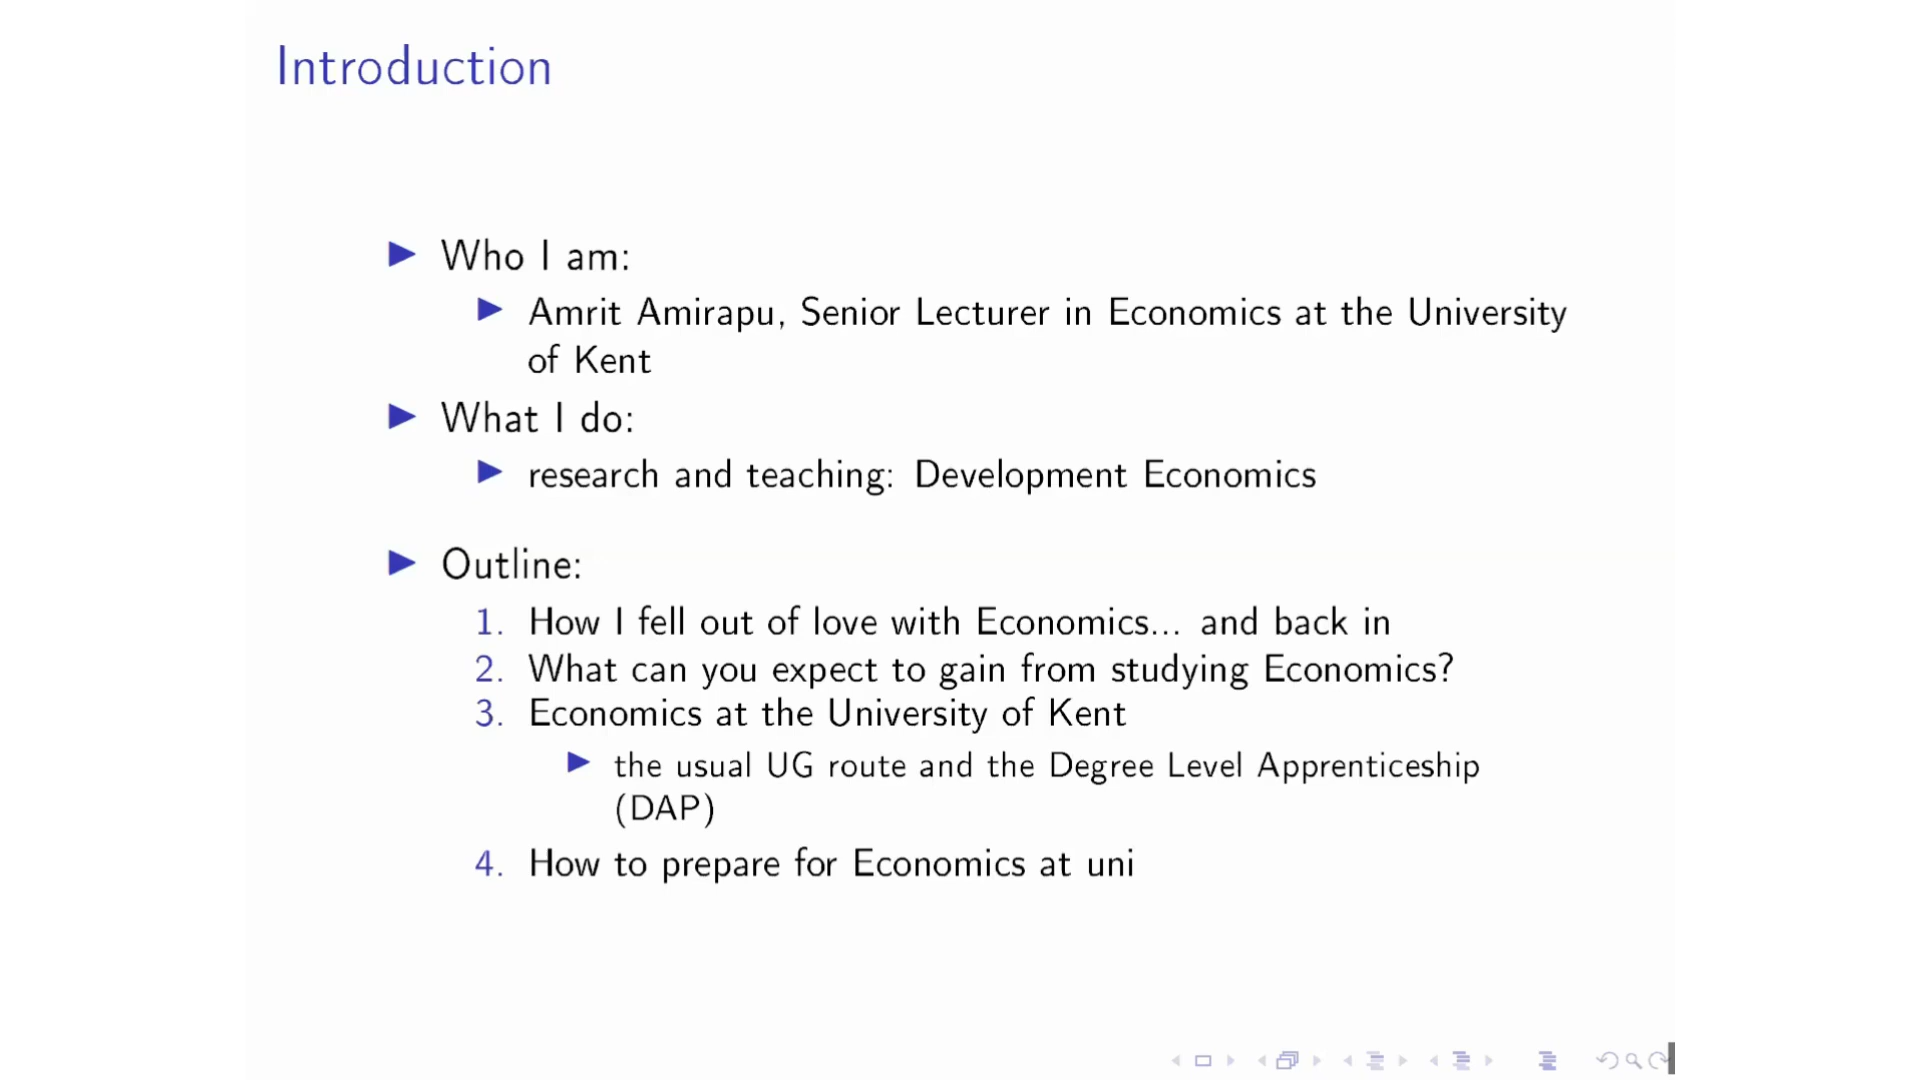 Introduction
Who I am:
Amrit Amirapu, Senior Lecturer in Economics at the University
of Kent
What I do:
research and teaching: Development Economics
Outline:
1. How I fell out of love with Economics... and back in
2. What can you expect to gain from studying Economics?
3. Economics at the University of Kent
the usual UG route and the Degree Level Apprenticeship
(DAP)
4. How to prepare for Economics at uni